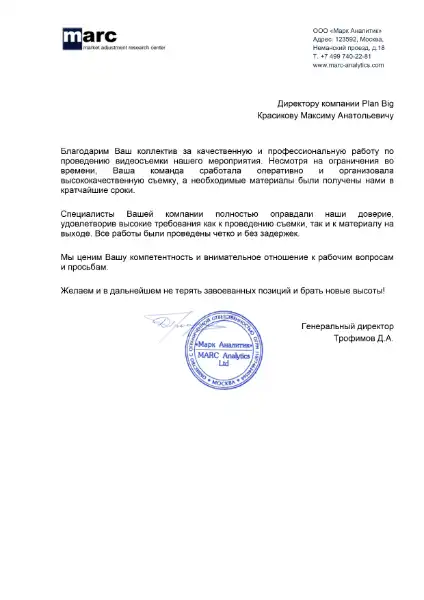 marc
market adjustment research center
ООО «Марк Аналитик»
Адрес: 123592, Москва,
Неманский проезд, д.18
Т. +7 499 740-22-81
www.marc-analytics.com
Директору компании Plan Big
Красикову Максиму Анатольевичу
Благодарим Ваш коллектив за качественную и профессиональную работу по
проведению видеосъемки нашего мероприятия. Несмотря на ограничения во
времени, Ваша команда сработала оперативно и организовала
высококачественную съемку, а необходимые материалы были получены нами в
кратчайшие сроки.
Специалисты Вашей компании полностью оправдали наши доверие,
удовлетворив высокие требования как к проведению съемки, так и к материалу на
выходе. Все работы были проведены четко и без задержек.
Мы ценим Вашу компетентность и внимательное отношение к рабочим вопросам
и просьбам.
Желаем и в дальнейшем не терять завоеванных позиций и брать новые высоты!
Генеральный директор
Трофимов Д.А.
«Марк Аналитик»
MARC Analytics
Ltd
МОСКВА